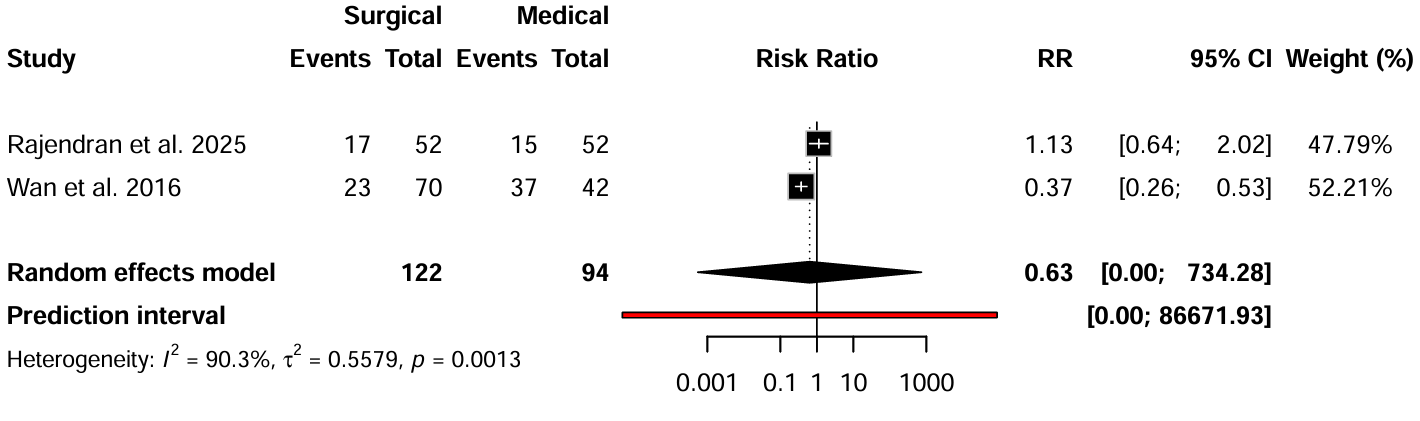 Surgical Medical
Study Events Total Events Total Risk Ratio RR 95% CI Weight (%)
Rajendran et al. 2025 17 52 15 52 1.13 [0.64; 2.02] 47.79%
Wan et al. 2016 23 70 37 42 0.37 [0.26; 0.53] 52.21%
Random effects model 122 94 0.63 [0.00; 734.28]
Prediction interval [0.00; 86671.93]
Heterogeneity: I² = 90.3%, τ² = 0.5579, p = 0.0013
0.001 0.1 1 10 1000